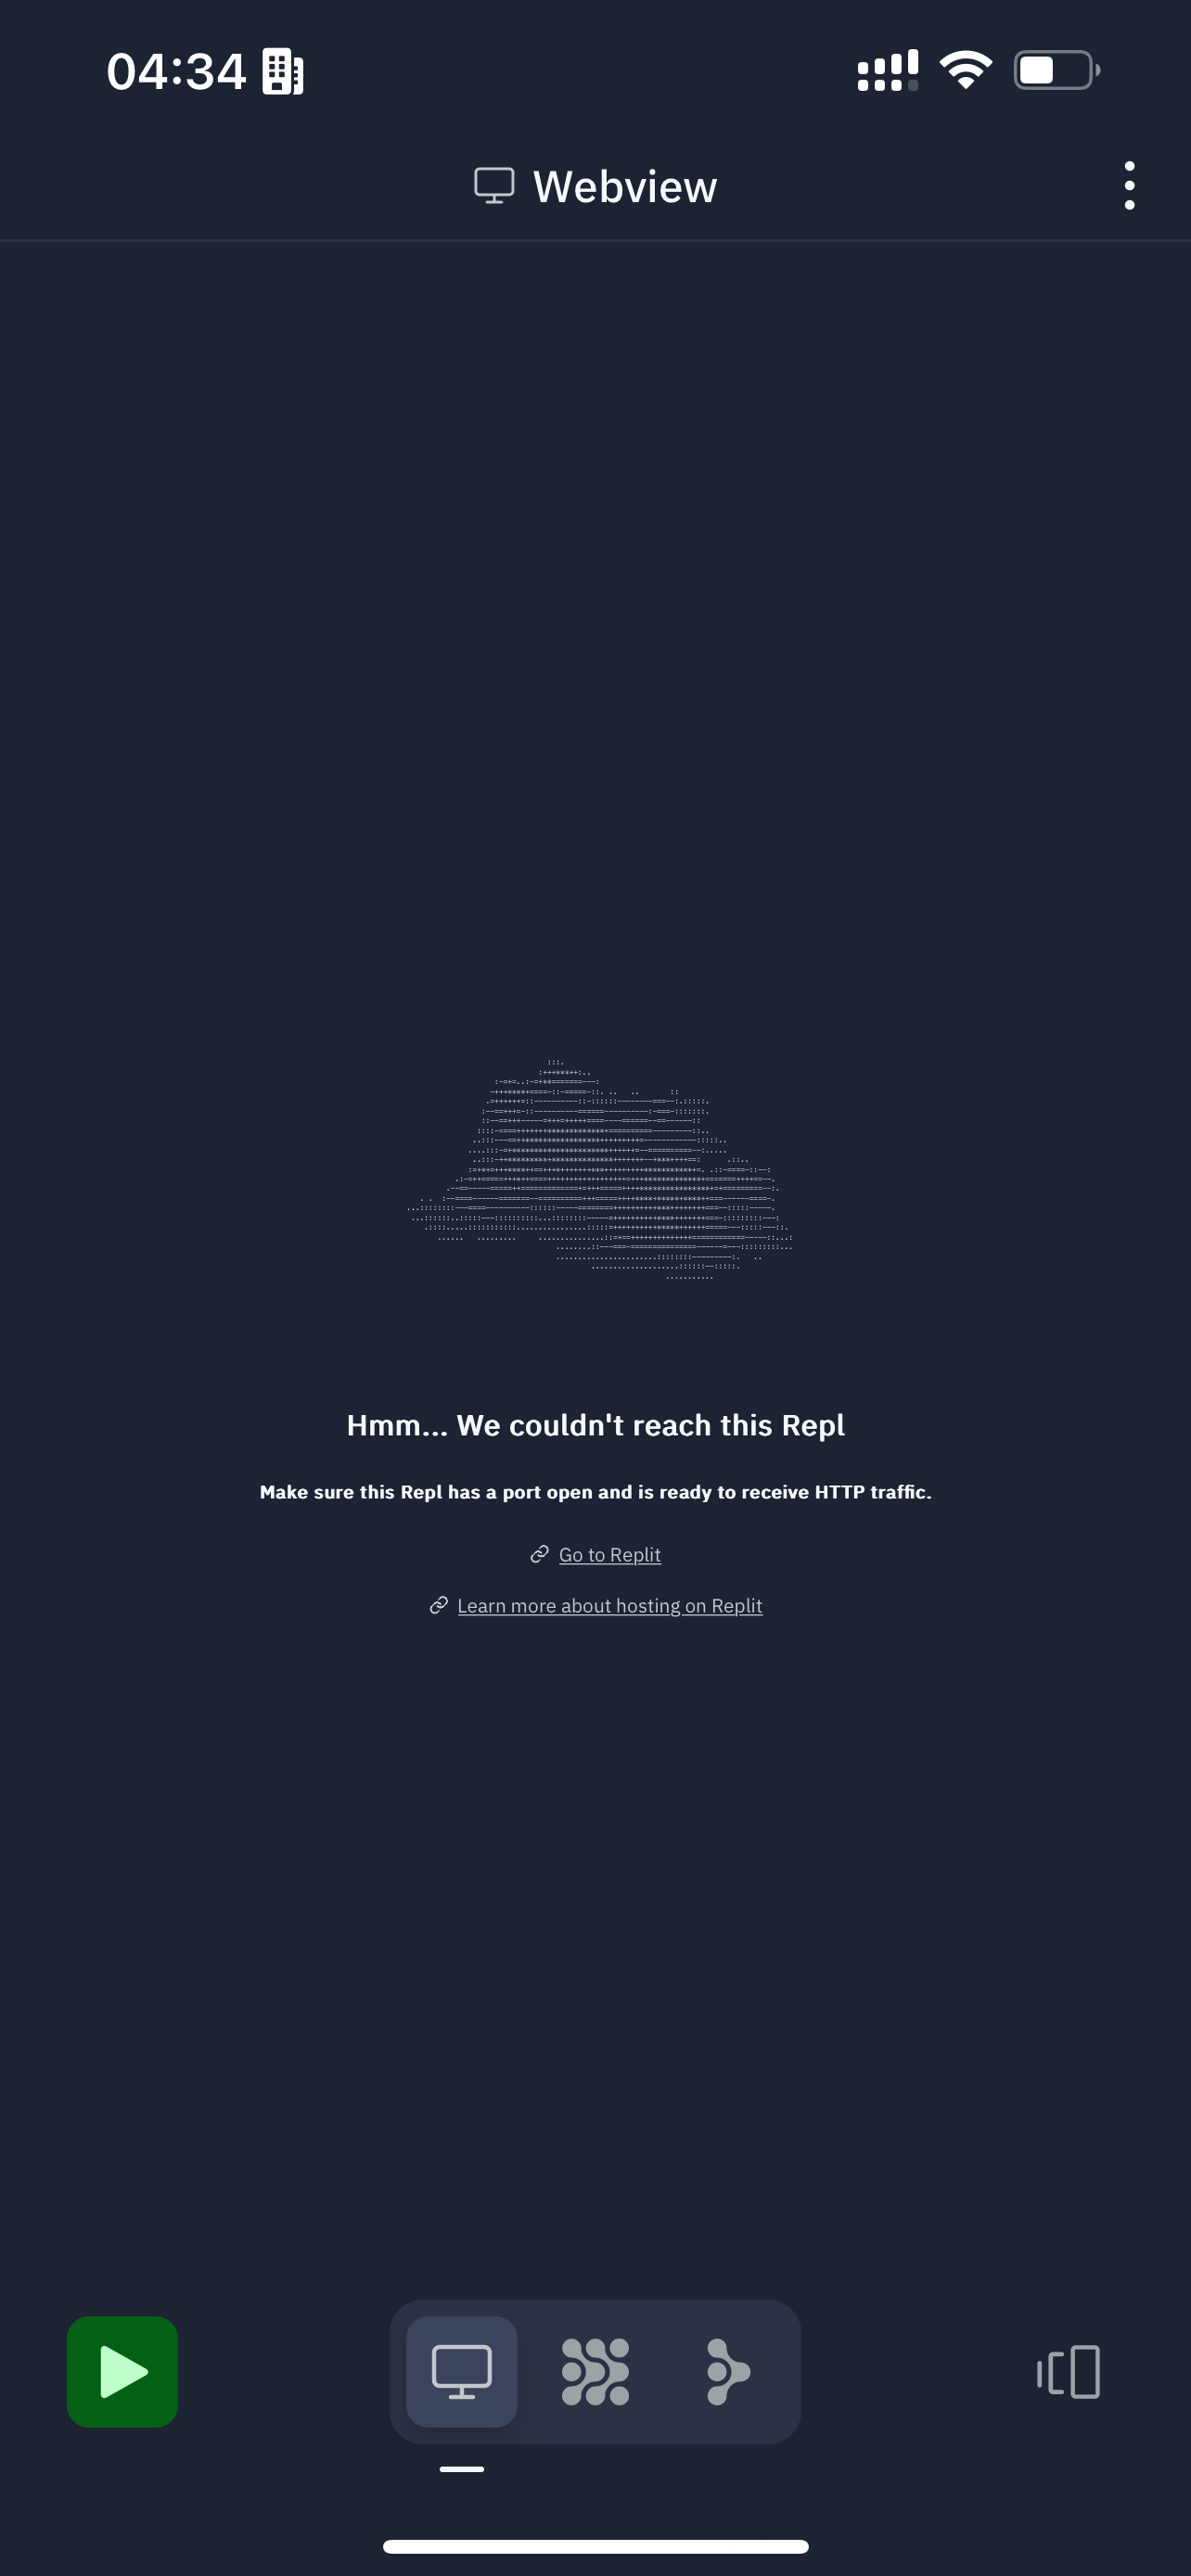 04:34
Webview
Hmm... We couldn't reach this Repl
Make sure this Repl has a port open and is ready to receive HTTP traffic.
Go to Replit
Learn more about hosting on Replit